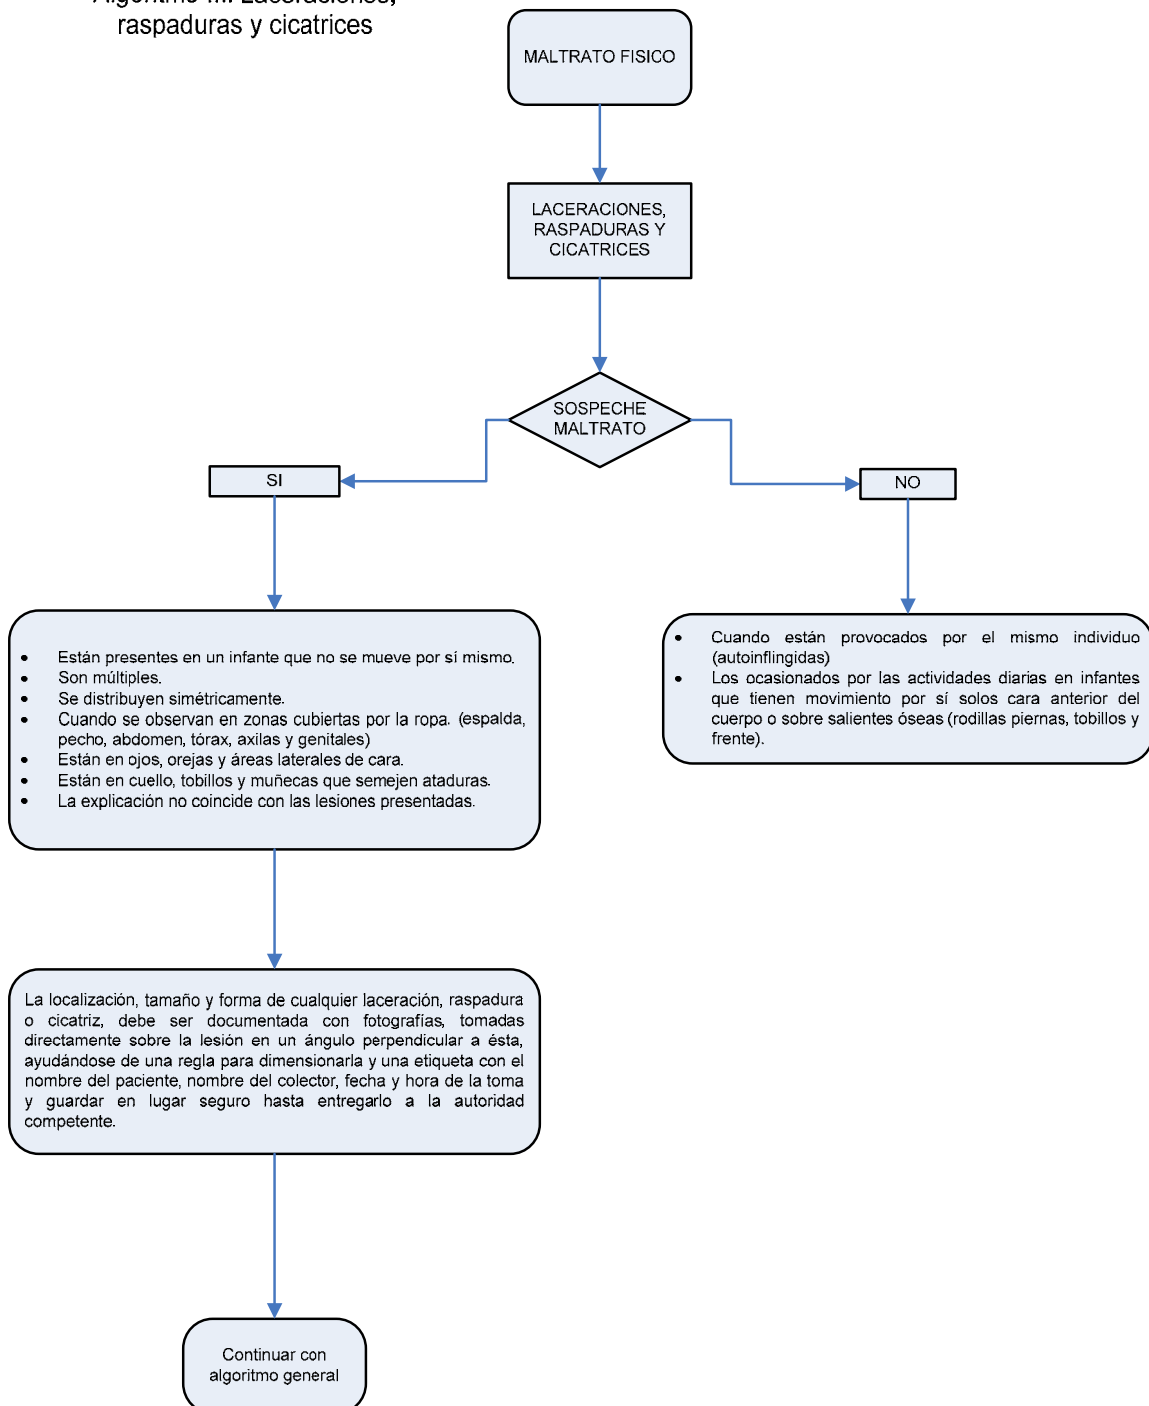 Algoritmo III. Laceraciones,
raspaduras y cicatrices
MALTRATO FISICO
LACERACIONES,
RASPADURAS Y
CICATRICES
SOSPECHE
MALTRATO
SI
NO
• Están presentes en un infante que no se mueve por sí mismo.
• Son múltiples.
• Se distribuyen simétricamente.
• Cuando se observan en zonas cubiertas por la ropa. (espalda,
pecho, abdomen, tórax, axilas y genitales)
• Están en ojos, orejas y áreas laterales de cara.
• Están en cuello, tobillos y muñecas que semejen ataduras.
• La explicación no coincide con las lesiones presentadas.
• Cuando están provocados por el mismo individuo
(autoinflingidas)
• Los ocasionados por las actividades diarias en infantes
que tienen movimiento por sí solos cara anterior del
cuerpo o sobre salientes óseas (rodillas piernas, tobillos y
frente).
La localización, tamaño y forma de cualquier laceración, raspadura
o cicatriz, debe ser documentada con fotografías, tomadas
directamente sobre la lesión en un ángulo perpendicular a ésta,
ayudándose de una regla para dimensionarla y una etiqueta con el
nombre del paciente, nombre del colector, fecha y hora de la toma
y guardar en lugar seguro hasta entregarlo a la autoridad
competente.
Continuar con
algoritmo general